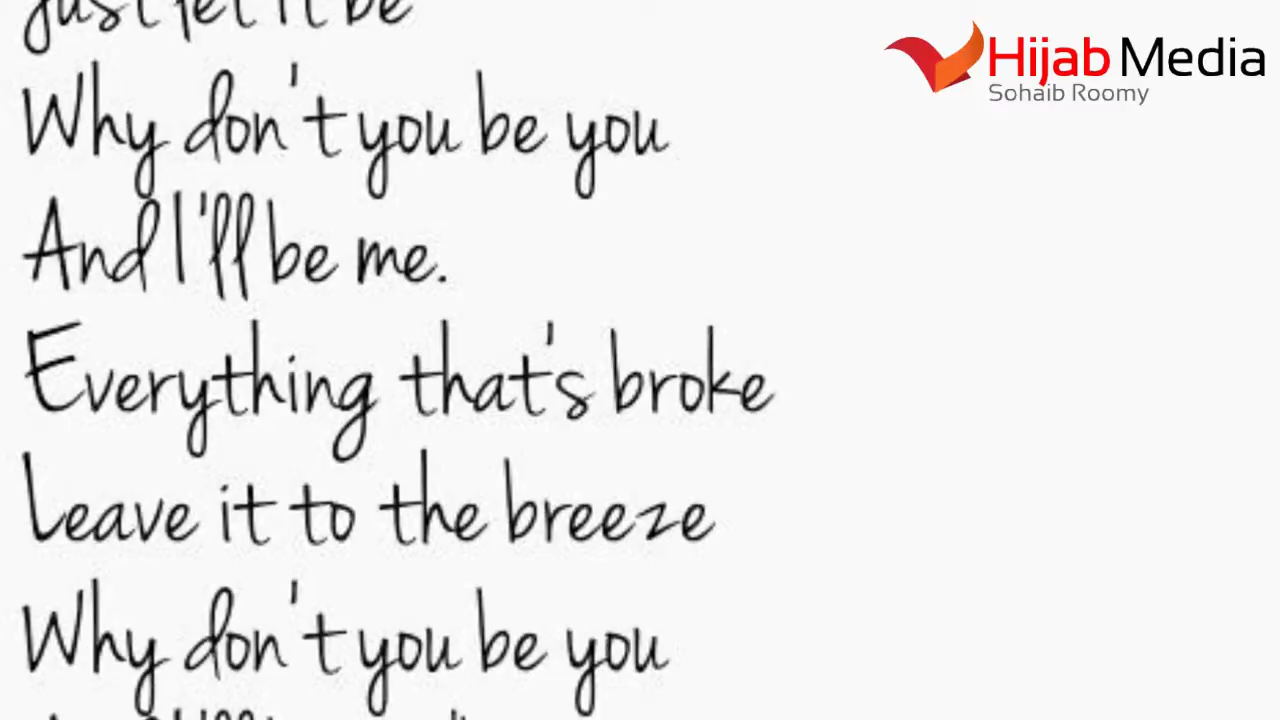 just let it be
Hijab Media
Sohaib Roomy
Why don't you be you
And I'll be me.
Everything that's broke
Leave it to the breeze
Why don't you be you